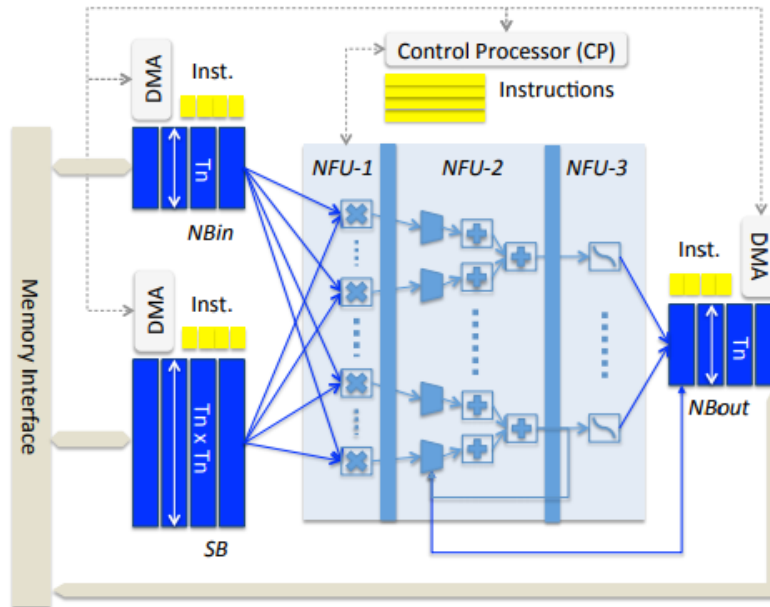 Control Processor (CP)
Instructions
DMA
Inst.
Tn
NBin
NFU-1
NFU-2
NFU-3
DMA
Inst.
Tn x Tn
SB
Memory Interface
Inst.
DMA
Tn
NBout